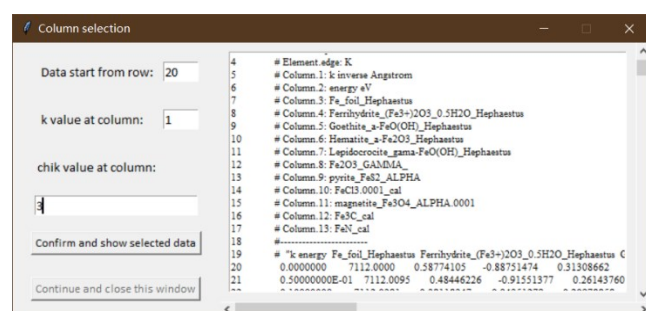 Column selection
Data start from row: 20
k value at column: 1
chik value at column:
3
Confirm and show selected data
Continue and close this window
4 # Element.edge: K
5 # Column.1: k inverse Angstrom
6 # Column.2: energy eV
7 # Column.3: Fe_foil_Hephaestus
8 # Column.4: Ferrihydrite_(Fe3+)2O3_0.5H2O_Hephaestus
9 # Column.5: Goethite_a-FeO(OH)_Hephaestus
10 # Column.6: Hematite_a-Fe2O3_Hephaestus
11 # Column.7: Lepidocrocite_gama-FeO(OH)_Hephaestus
12 # Column.8: Fe2O3_GAMMA_
13 # Column.9: pyrite_FeS2_ALPHA
14 # Column.10: FeCl3.0001_cal
15 # Column.11: magnetite_Fe3O4_ALPHA.0001
16 # Column.12: Fe3C_cal
17 # Column.13: FeN_cal
18 #------------------------
19 # "k energy Fe_foil_Hephaestus Ferrihydrite_(Fe3+)2O3_0.5H2O_Hephaestus G
20 0.0000000 7112.0000 0.58774105 -0.88751474 0.31308662
21 0.50000000E-01 7112.0095 0.48446226 -0.91551377 0.26143760